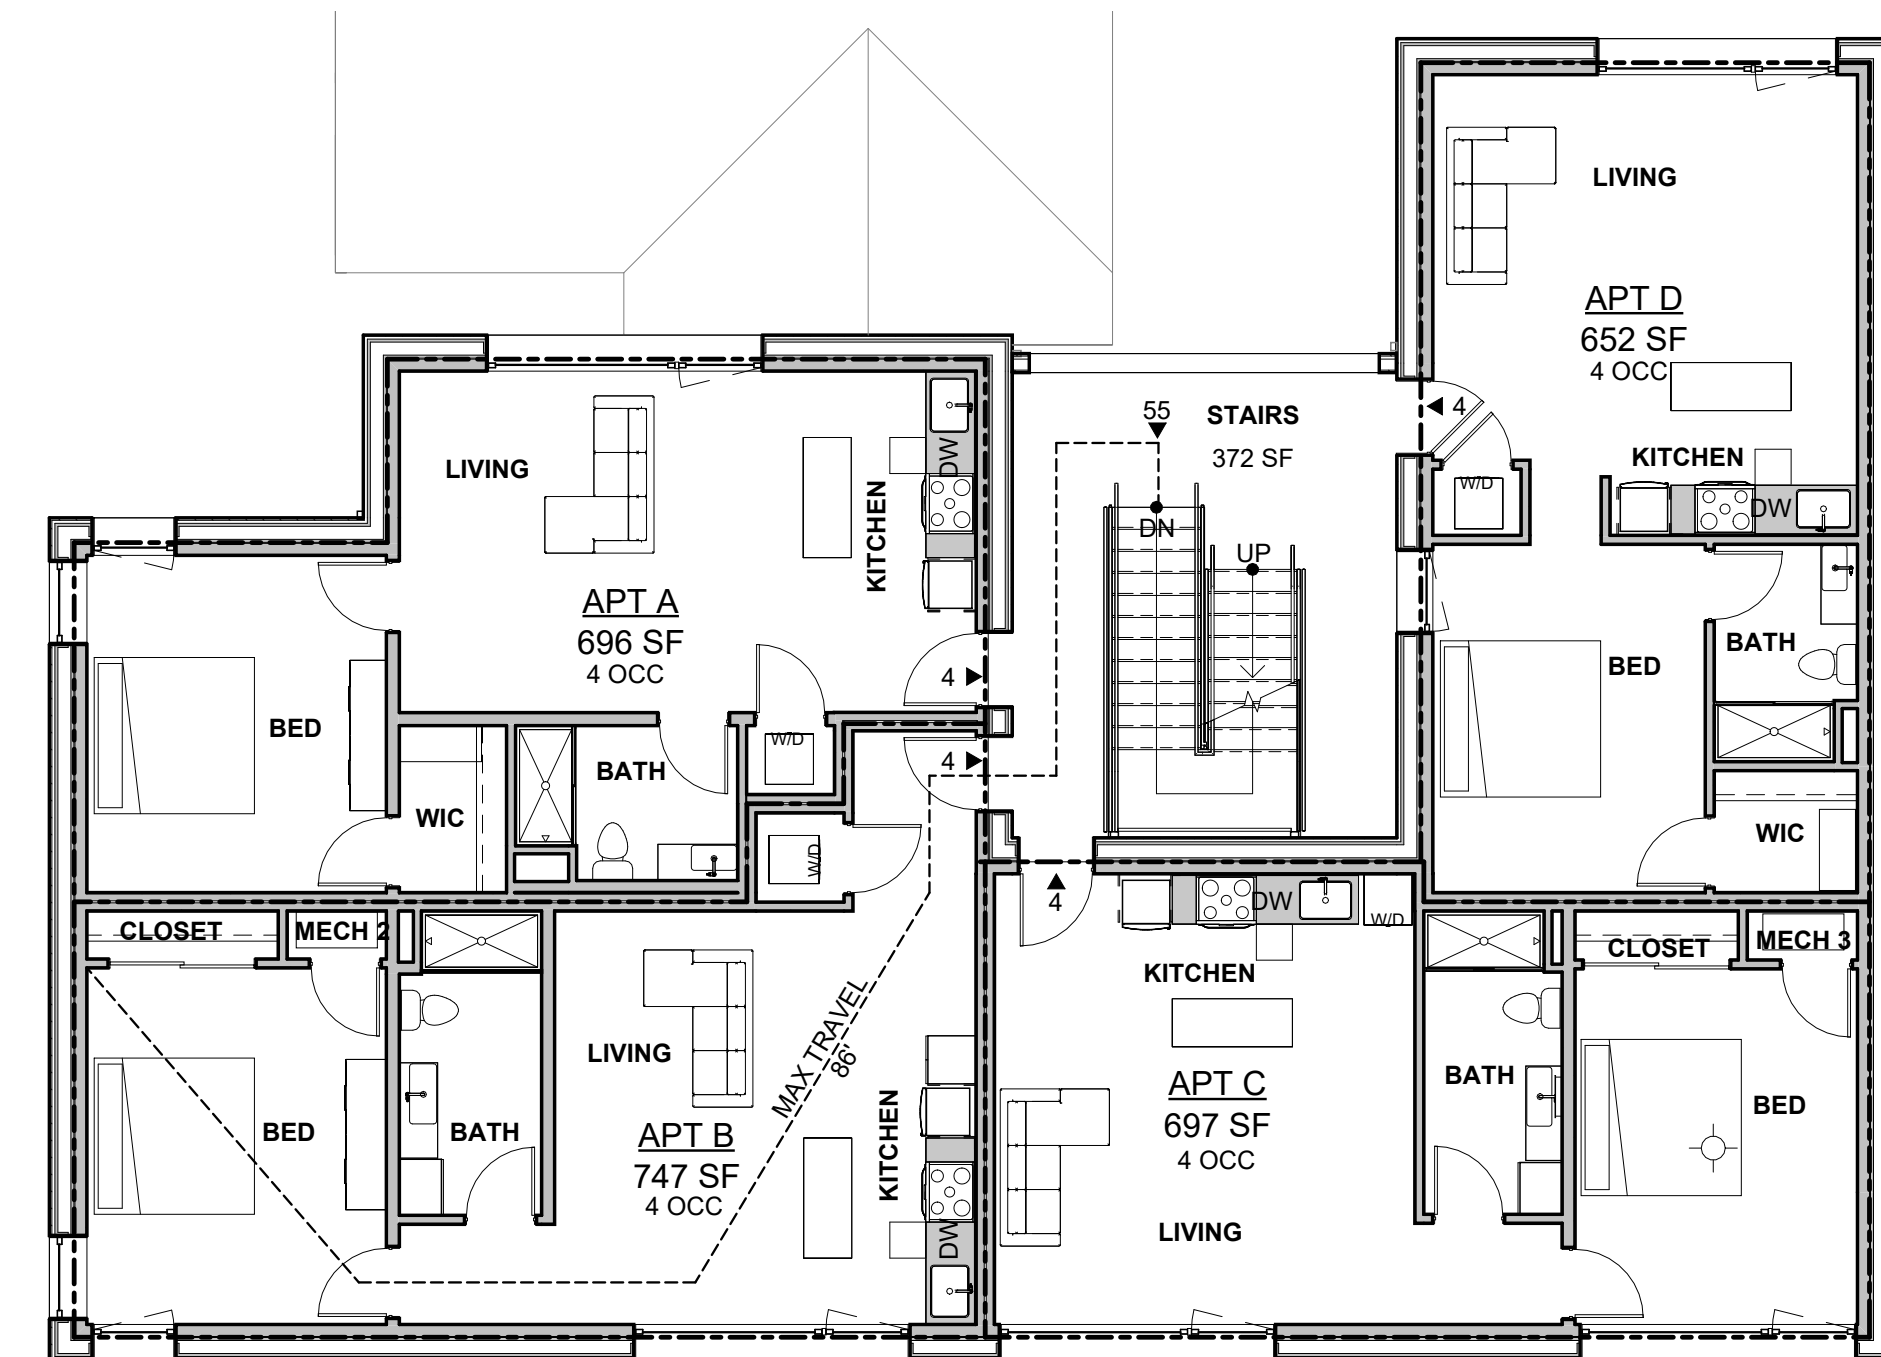 LIVING
APT D
652 SF
4 OCC
4
KITCHEN
W/D
DW
55
STAIRS
372 SF
DN
UP
LIVING
DW
KITCHEN
APT A
696 SF
4 OCC
4
BED
BATH
W/D
WIC
4
W/D
BED
BATH
WIC
CLOSET
MECH 2
4
DW
W/D
KITCHEN
CLOSET
MECH 3
LIVING
MAX TRAVEL
86'
BED
BATH
APT B
747 SF
4 OCC
KITCHEN
DW
APT C
697 SF
4 OCC
BATH
BED
LIVING